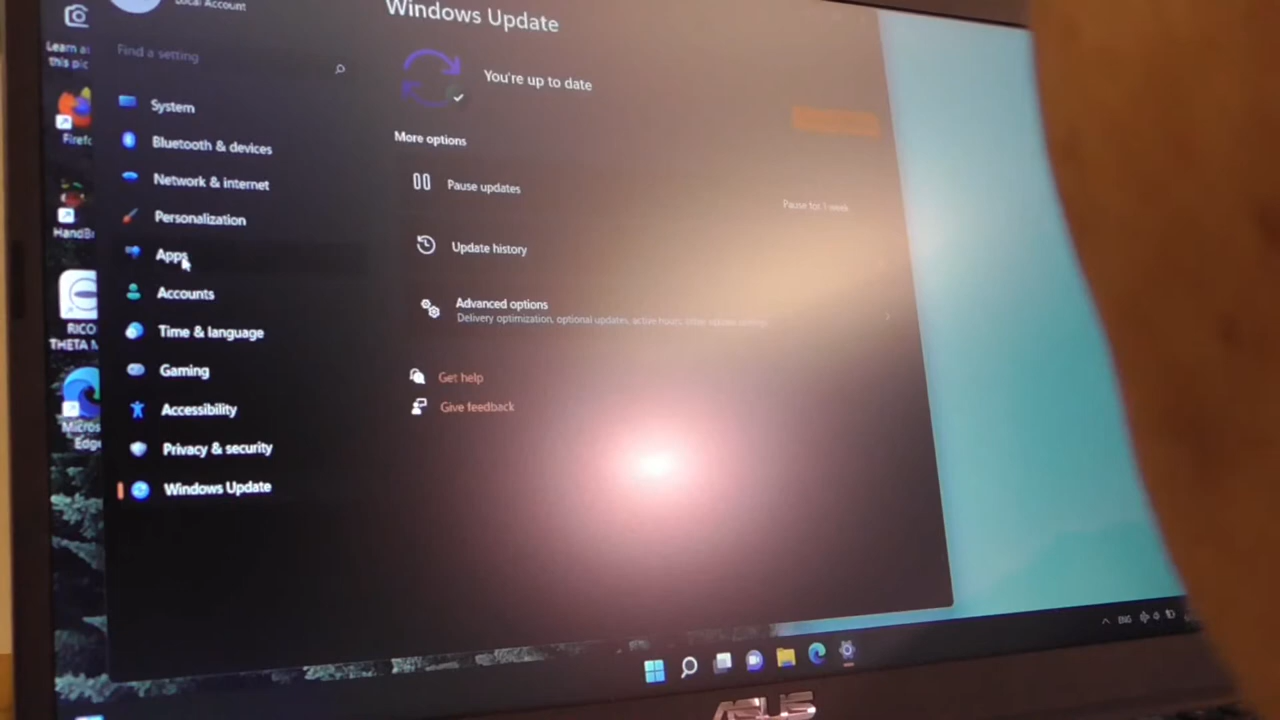 Local Account
Windows Update
Learn a
this pic
Find a setting
You're up to date
System
More options
Bluetooth & devices
Network & internet
Pause updates
Pause for 1 week
Personalization
Update history
Apps
Accounts
Advanced options
Delivery optimization, optional updates, active hours, other update settings
Time & language
Gaming
Get help
Give feedback
Accessibility
Privacy & security
Windows Update
Firefo
HandBr
RICO
THETA
Micros
Edge
ENG
ASUS